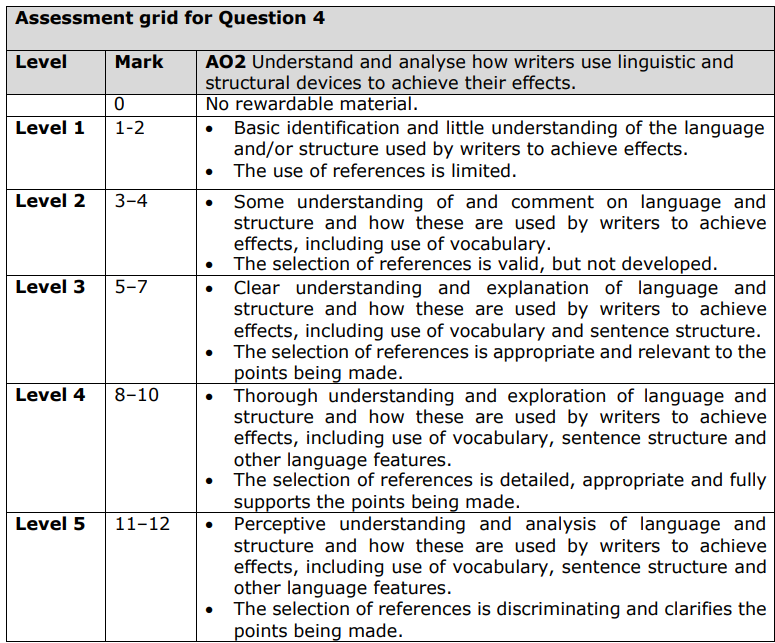 Assessment grid for Question 4
Level Mark AO2 Understand and analyse how writers use linguistic and
structural devices to achieve their effects.
0 No rewardable material.
Level 1 1-2 • Basic identification and little understanding of the language
and/or structure used by writers to achieve effects.
• The use of references is limited.
Level 2 3–4 • Some understanding of and comment on language and
structure and how these are used by writers to achieve
effects, including use of vocabulary.
• The selection of references is valid, but not developed.
Level 3 5–7 • Clear understanding and explanation of language and
structure and how these are used by writers to achieve
effects, including use of vocabulary and sentence structure.
• The selection of references is appropriate and relevant to the
points being made.
Level 4 8–10 • Thorough understanding and exploration of language and
structure and how these are used by writers to achieve
effects, including use of vocabulary, sentence structure and
other language features.
• The selection of references is detailed, appropriate and fully
supports the points being made.
Level 5 11–12 • Perceptive understanding and analysis of language and
structure and how these are used by writers to achieve
effects, including use of vocabulary, sentence structure and
other language features.
• The selection of references is discriminating and clarifies the
points being made.